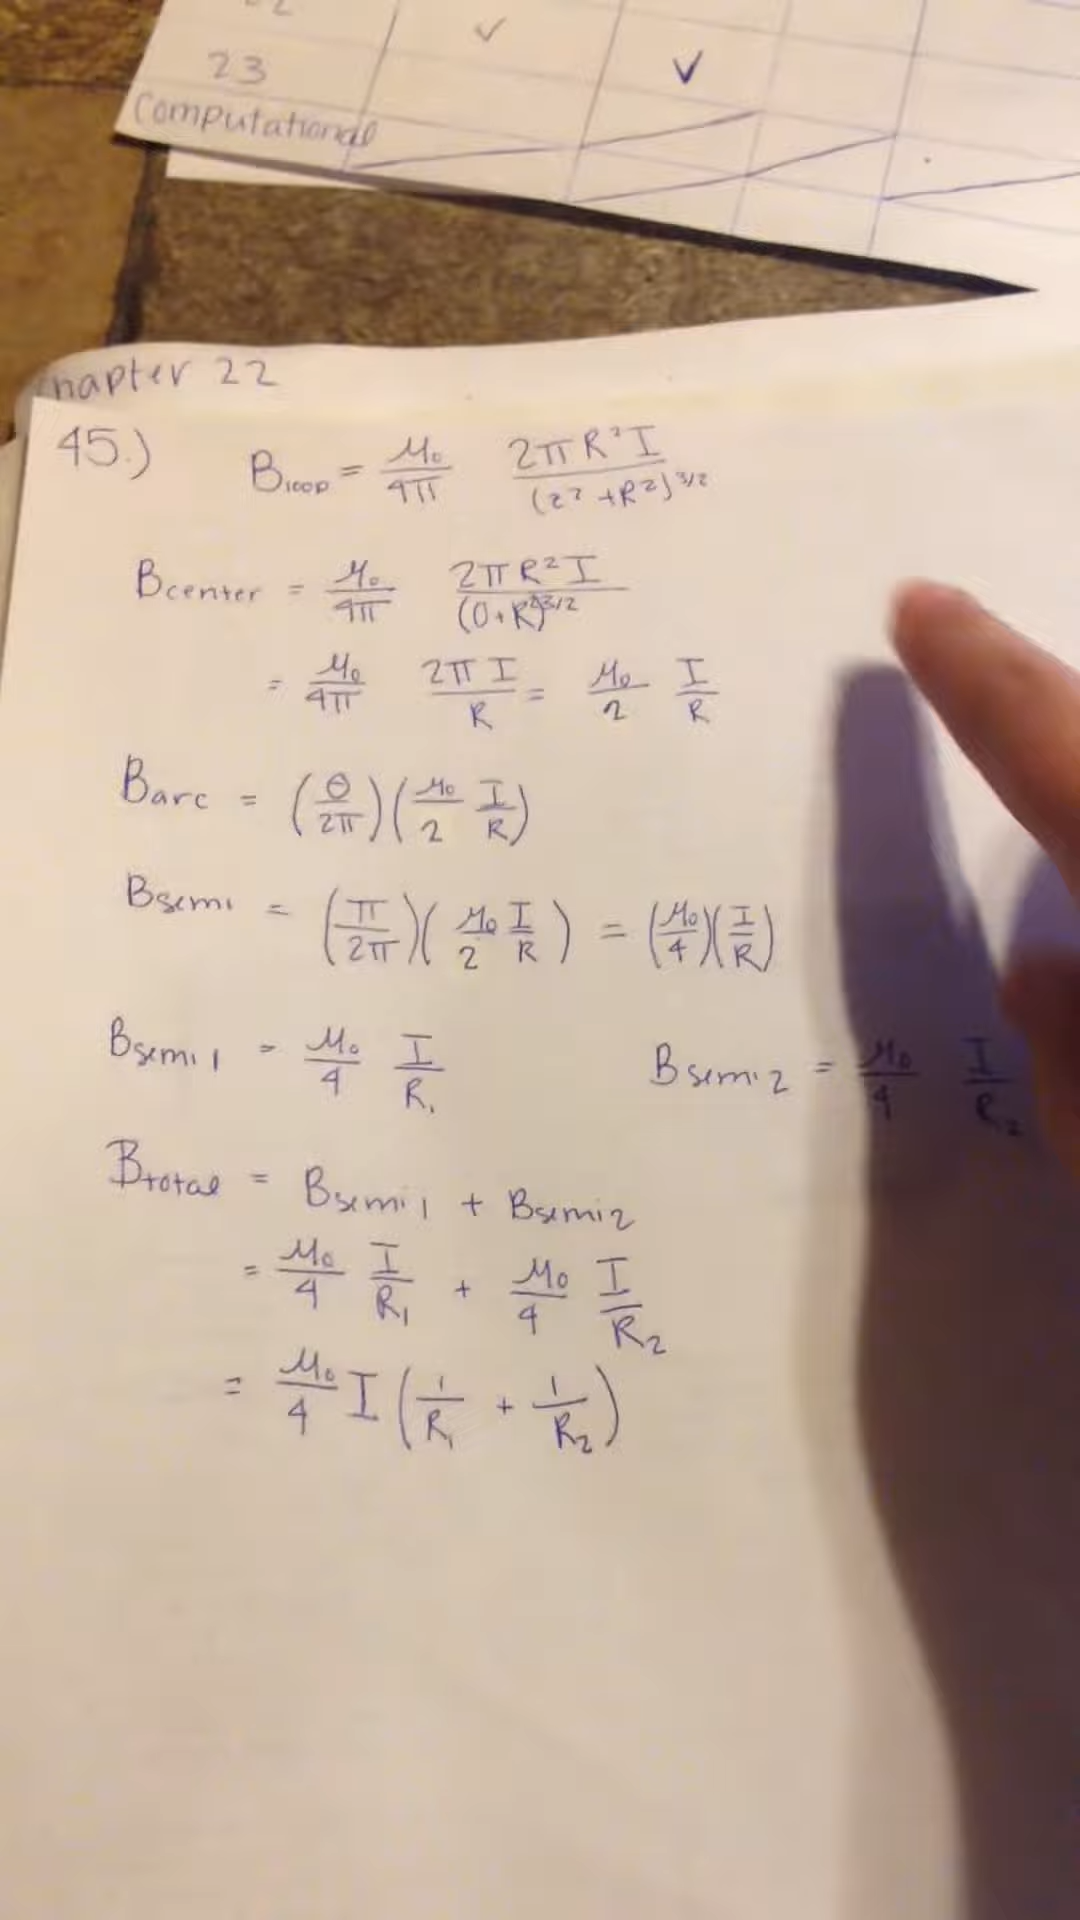 23 ✓
Computational
Chapter 22
45.) B_loop = μ₀/4π 2πR²I/(z² + R²)^3/2
B_center = μ₀/4π 2πR²I/(0+R²)^3/2
= μ₀/4π 2πI/R = μ₀/2 I/R
B_arc = (θ/2π)(μ₀/2 I/R)
B_semi = (π/2π)(μ₀/2 I/R) = (μ₀/4)(I/R)
B_semi 1 = μ₀/4 I/R₁ B_semi 2 = μ₀/4 I/R₂
B_total = B_semi 1 + B_semi 2
= μ₀/4 I/R₁ + μ₀/4 I/R₂
= μ₀/4 I (1/R₁ + 1/R₂)